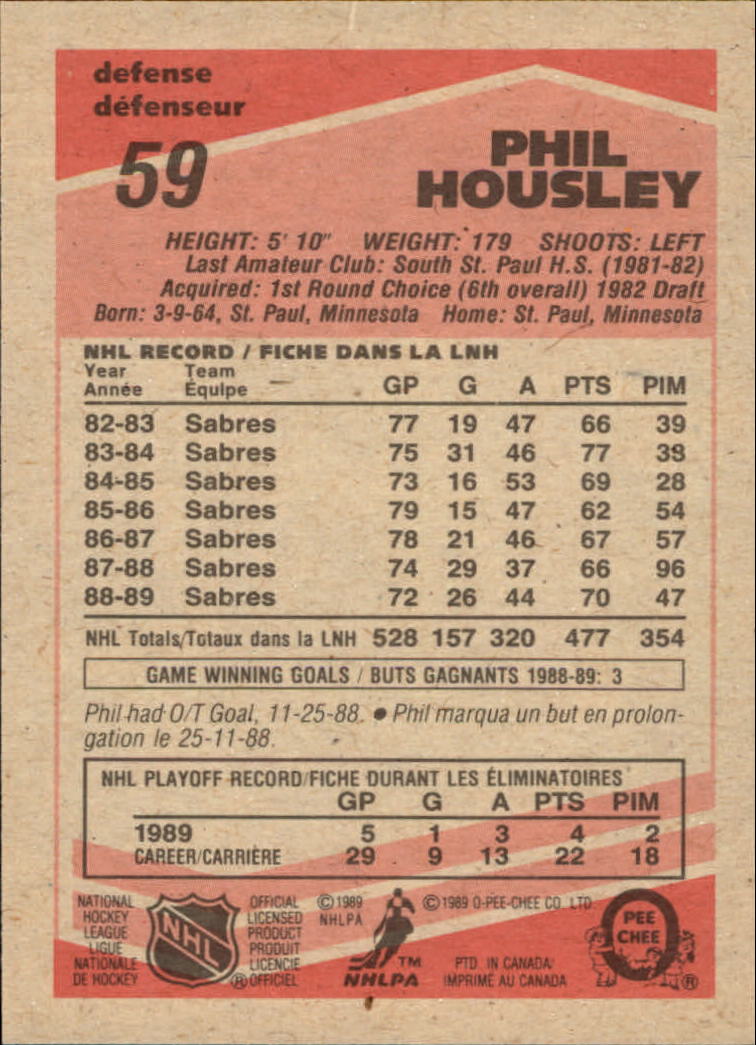 defense
défenseur
59
PHIL
HOUSLEY
HEIGHT: 5' 10" WEIGHT: 179 SHOOTS: LEFT
Last Amateur Club: South St. Paul H.S. (1981-82)
Acquired: 1st Round Choice (6th overall) 1982 Draft
Born: 3-9-64, St. Paul, Minnesota Home: St. Paul, Minnesota
NHL RECORD / FICHE DANS LA LNH
Year Team
Année Équipe GP G A PTS PIM
82-83 Sabres 77 19 47 66 39
83-84 Sabres 75 31 46 77 33
84-85 Sabres 73 16 53 69 28
85-86 Sabres 79 15 47 62 54
86-87 Sabres 78 21 46 67 57
87-88 Sabres 74 29 37 66 96
88-89 Sabres 72 26 44 70 47
NHL Totals/Totaux dans la LNH 528 157 320 477 354
GAME WINNING GOALS / BUTS GAGNANTS 1988-89: 3
Phil had O/T Goal, 11-25-88. ● Phil marqua un but en prolon-
gation le 25-11-88.
NHL PLAYOFF RECORD/FICHE DURANT LES ÉLIMINATOIRES
GP G A PTS PIM
1989 5 1 3 4 2
CAREER/CARRIÈRE 29 9 13 22 18
NATIONAL
HOCKEY
LEAGUE
LIGUE
NATIONALE
DE HOCKEY
NHL
OFFICIAL
LICENSED
PRODUCT
PRODUIT
LICENCIE
® OFFICIEL
© 1989
NHLPA
TM
NHLPA
© 1989 O-PEE-CHEE CO. LTD.
PTD. IN CANADA
IMPRIMÉ AU CANADA
PEE
CHEE
®